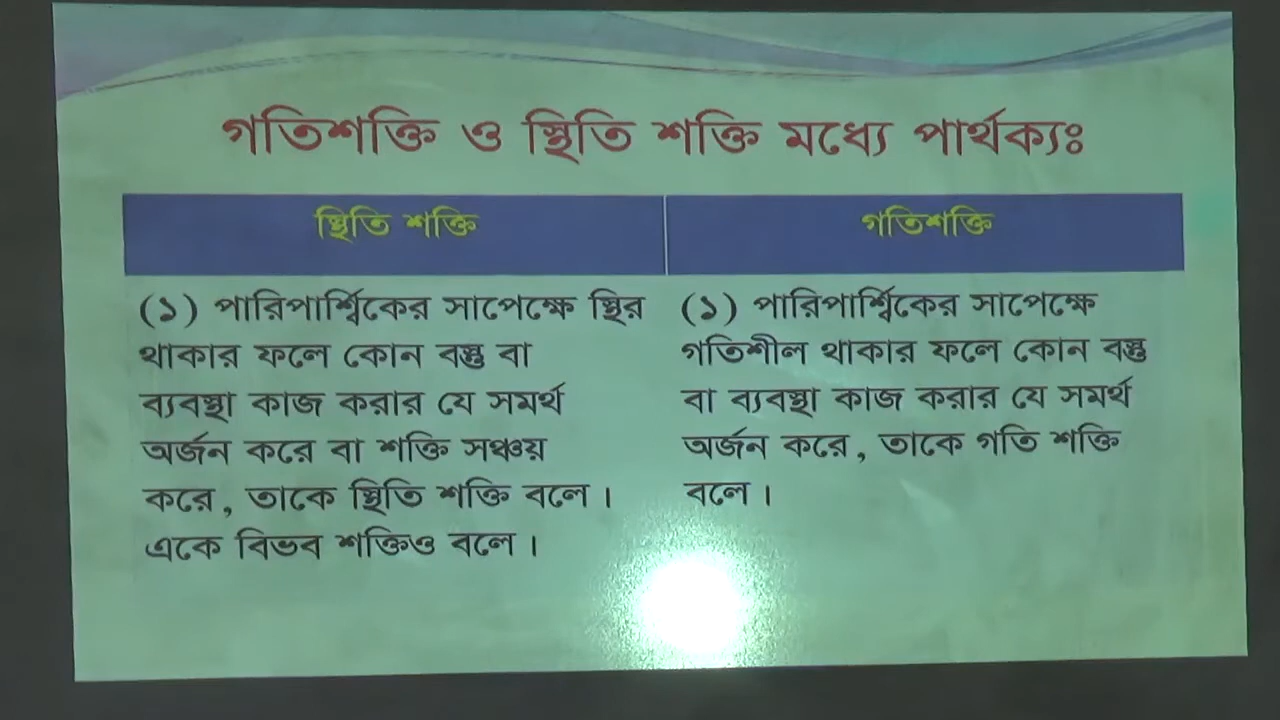 গতিশক্তি ও স্থিতি শক্তি মধ্যে পার্থক্যঃ
স্থিতি শক্তি
গতিশক্তি
(১) পারিপার্শ্বিকের সাপেক্ষে স্থির
থাকার ফলে কোন বস্তু বা
ব্যবস্থা কাজ করার যে সমর্থ
অর্জন করে বা শক্তি সঞ্চয়
করে, তাকে স্থিতি শক্তি বলে।
একে বিভব শক্তিও বলে।
(১) পারিপার্শ্বিকের সাপেক্ষে
গতিশীল থাকার ফলে কোন বস্তু
বা ব্যবস্থা কাজ করার যে সমর্থ
অর্জন করে, তাকে গতি শক্তি
বলে।